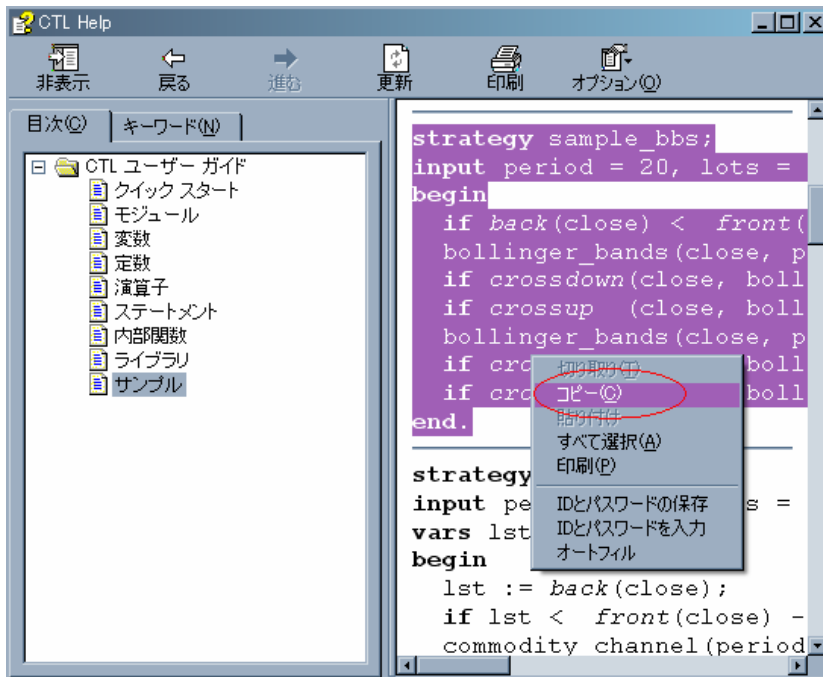 CTL Help
非表示 戻る 進む 更新 印刷 オプション(O)
目次(C) キーワード(N)
CTL ユーザー ガイド
クイック スタート
モジュール
変数
定数
演算子
ステートメント
内部関数
ライブラリ
サンプル
strategy sample_bbs;
input period = 20, lots =
begin
if back(close) < front(
bollinger_bands(close, p
if crossdown(close, boll
if crossup (close, boll
bollinger_bands(close, p
if cro boll
if cro boll
end.
切り取り(T)
コピー(C)
貼り付け
すべて選択(A)
印刷(P)
IDとパスワードの保存
IDとパスワードを入力
オートフィル
strategy
input pe s =
vars lst
begin
lst := back(close);
if lst < front(close) -
commodity_channel(period